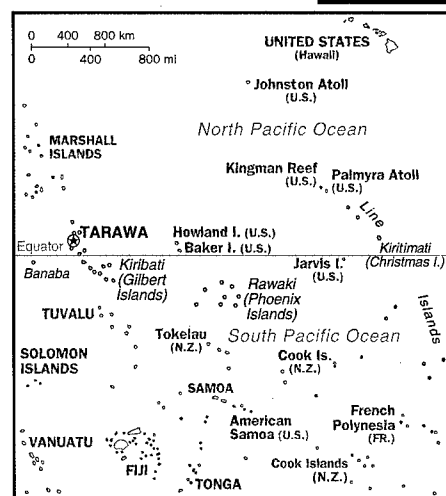 0 400 800 km
0 400 800 mi
UNITED STATES
(Hawaii)
Johnston Atoll
(U.S.)
North Pacific Ocean
MARSHALL
ISLANDS
Kingman Reef
(U.S.)
Palmyra Atoll
(U.S.)
Line
TARAWA
Howland I. (U.S.)
Baker I. (U.S.)
Equator
Kiritimati
(Christmas I.)
Jarvis I.
(U.S.)
Banaba
Kiribati
(Gilbert
Islands)
Rawaki
(Phoenix
Islands)
Islands
TUVALU
South Pacific Ocean
Tokelau
(N.Z.)
SOLOMON
ISLANDS
Cook Is.
(N.Z.)
SAMOA
American
Samoa (U.S.)
French
Polynesia
(FR.)
VANUATU
FIJI
TONGA
Cook Islands
(N.Z.)